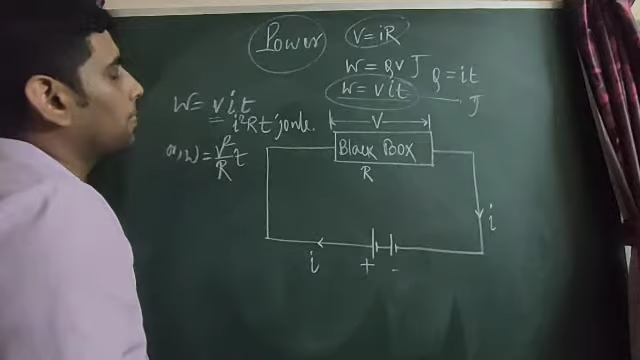 Power
V = iR
W = QV J
Q = it
W = Vit — J
W = Vit
i²Rt joule.
or, W = V²/R t
V
Black Box
R
i
i
+ -